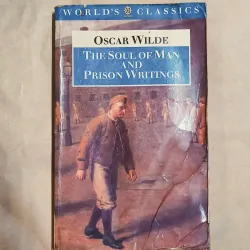 WORLD'S CLASSICS
OSCAR WILDE
THE SOUL OF MAN
AND
PRISON WRITINGS